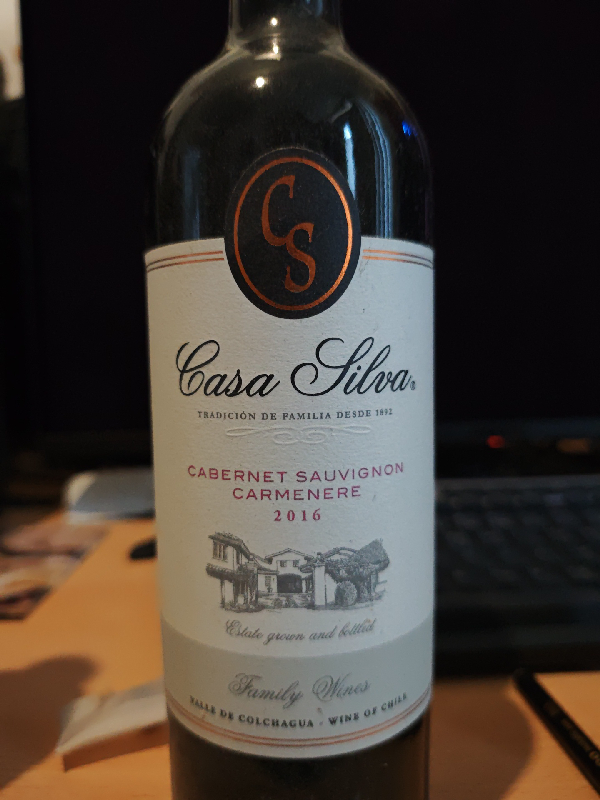 CS
Casa Silva®
TRADICIÓN DE FAMILIA DESDE 1892
CABERNET SAUVIGNON
CARMENERE
2016
Estate grown and bottled
Family Wines
VALLE DE COLCHAGUA - WINE OF CHILE